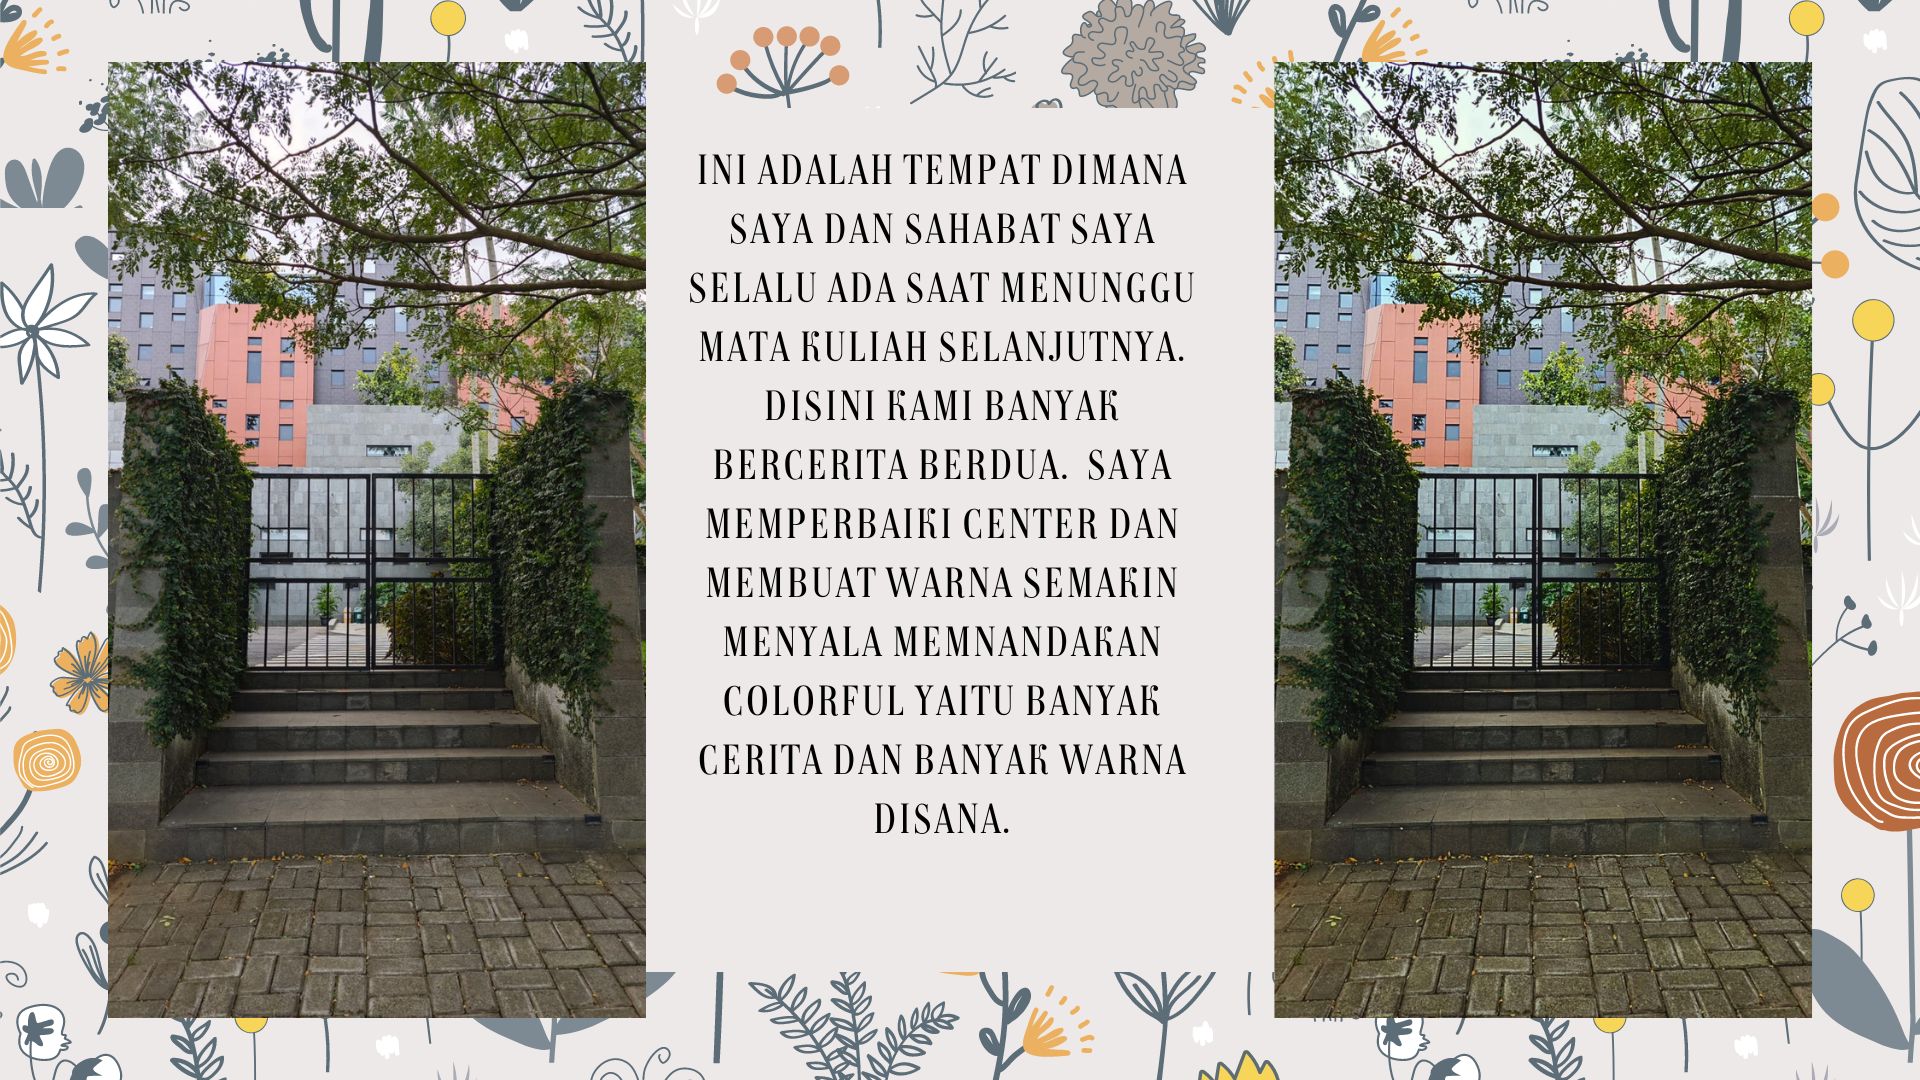 INI ADALAH TEMPAT DIMANA
SAYA DAN SAHABAT SAYA
SELALU ADA SAAT MENUNGGU
MATA KULIAH SELANJUTNYA.
DISINI KAMI BANYAK
BERCERITA BERDUA. SAYA
MEMPERBAIKI CENTER DAN
MEMBUAT WARNA SEMAKIN
MENYALA MEMNANDAKAN
COLORFUL YAITU BANYAK
CERITA DAN BANYAK WARNA
DISANA.